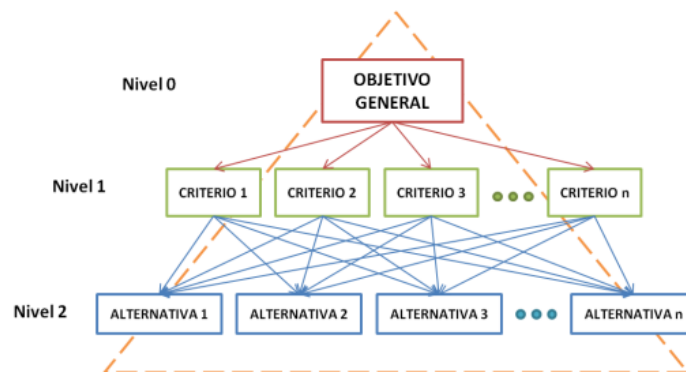 Nivel 0
OBJETIVO
GENERAL
Nivel 1
CRITERIO 1
CRITERIO 2
CRITERIO 3
CRITERIO n
Nivel 2
ALTERNATIVA 1
ALTERNATIVA 2
ALTERNATIVA 3
ALTERNATIVA n